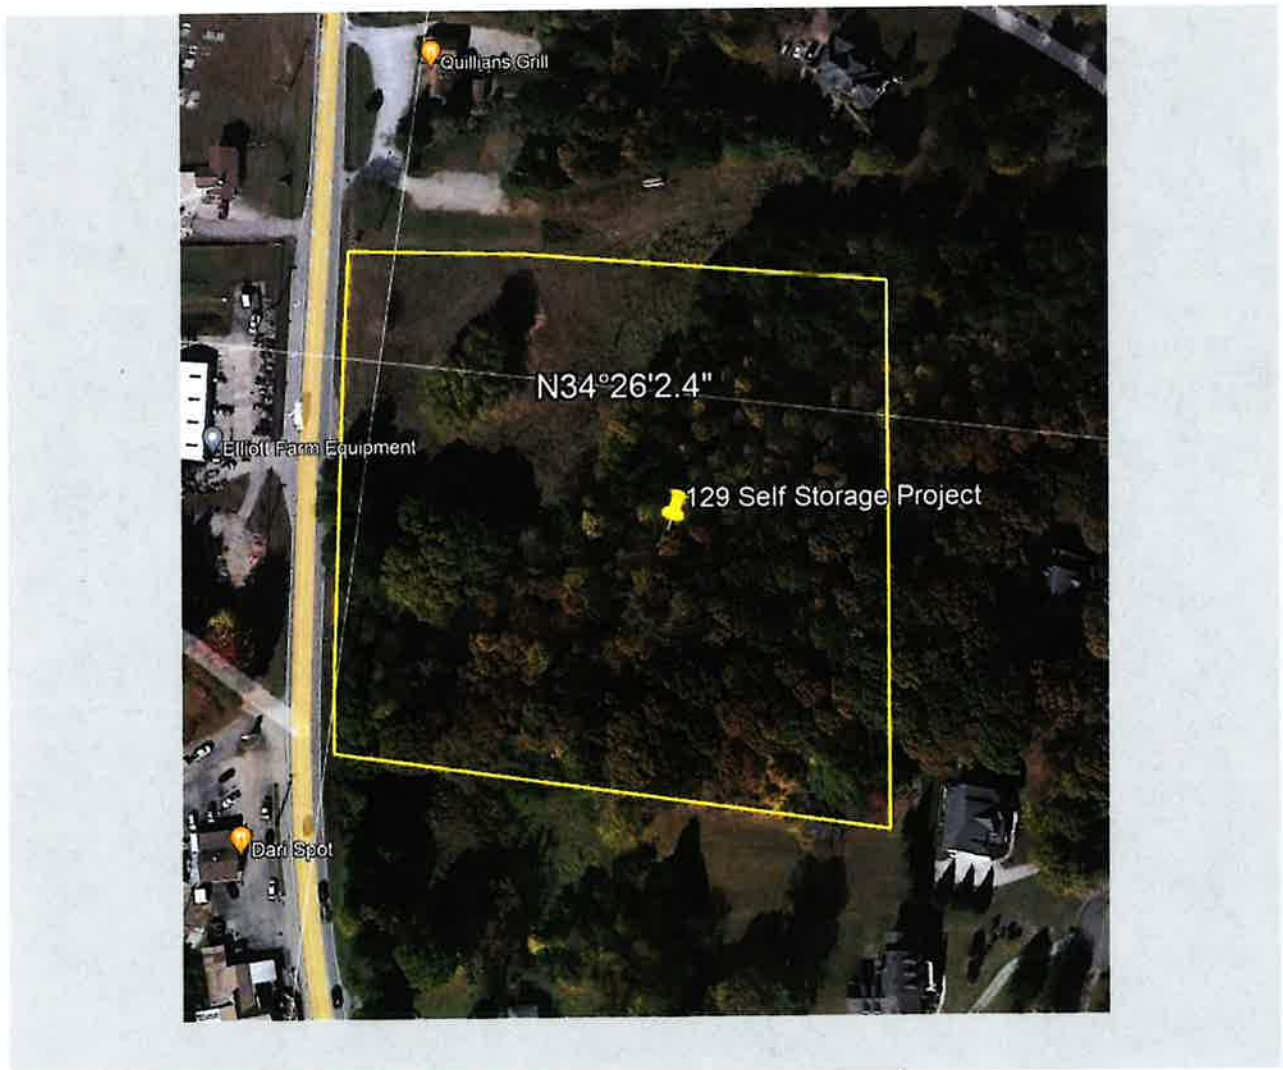 Quillians Grill
N34°26'2.4"
Elliott Farm Equipment
129 Self Storage Project
Dari Spot